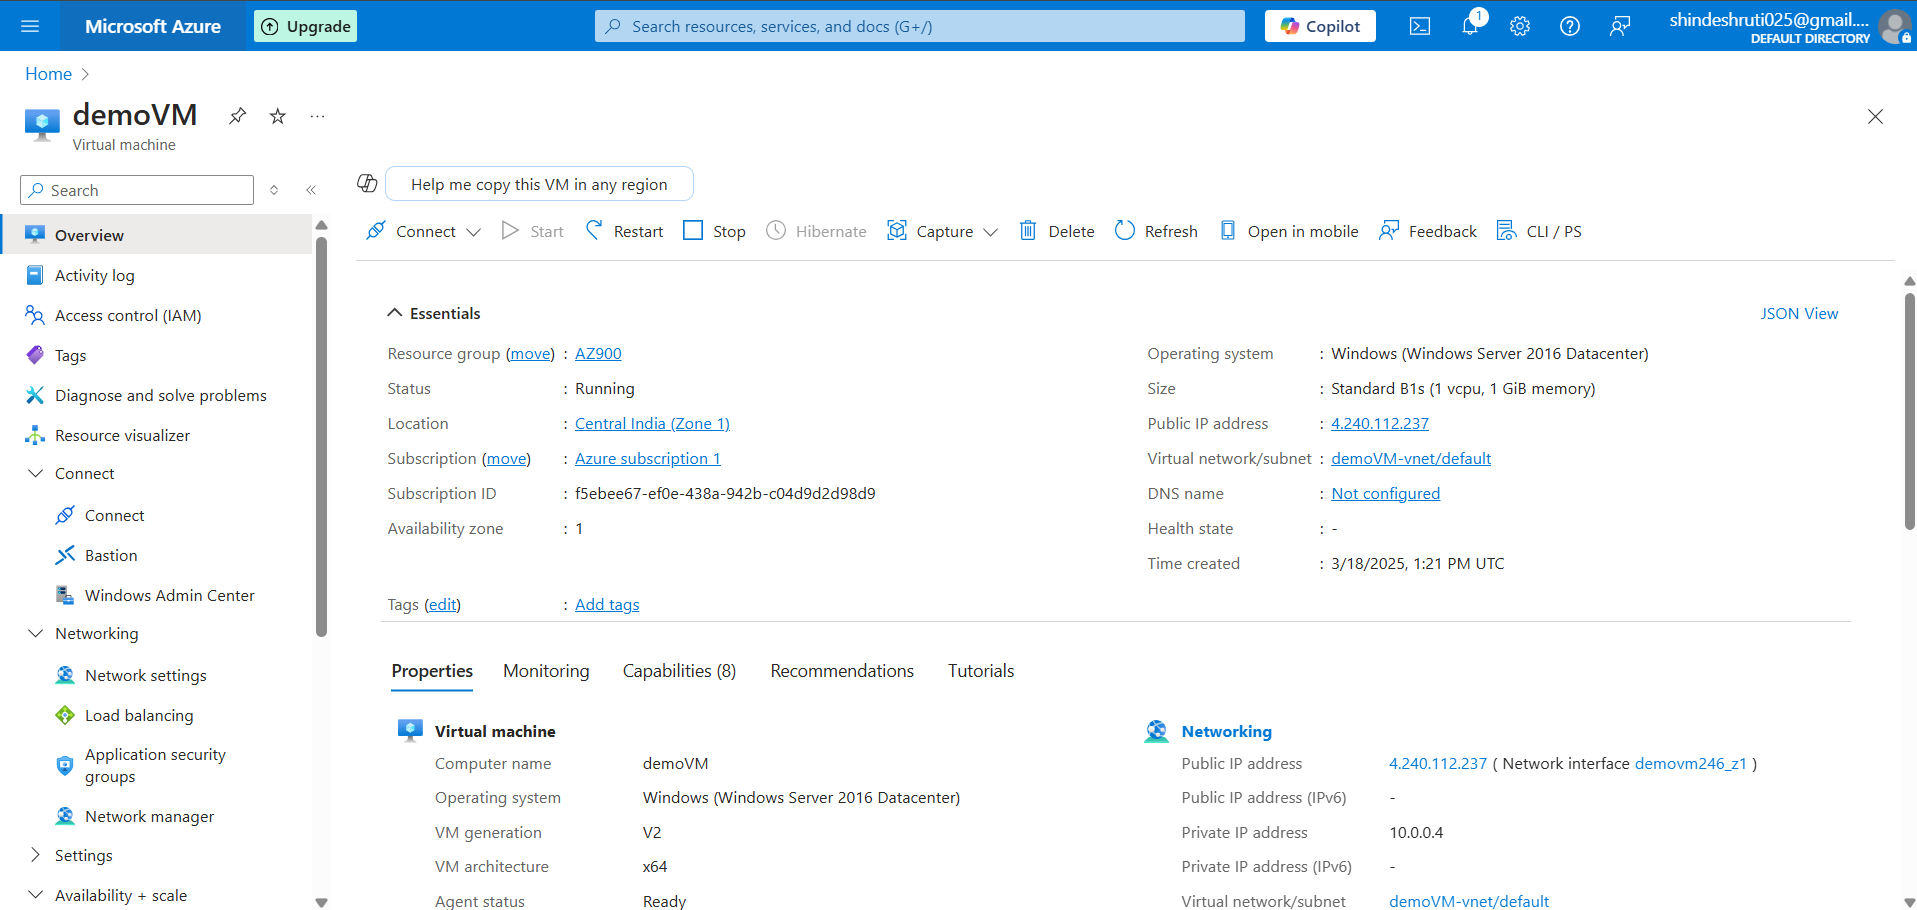 Microsoft Azure
Upgrade
Search resources, services, and docs (G+/)
Copilot
1
shindeshruti025@gmail....
DEFAULT DIRECTORY
Home
demoVM
Virtual machine
Search
Help me copy this VM in any region
Connect
Start
Restart
Stop
Hibernate
Capture
Delete
Refresh
Open in mobile
Feedback
CLI / PS
Overview
Activity log
Access control (IAM)
Tags
Diagnose and solve problems
Resource visualizer
Connect
Connect
Bastion
Windows Admin Center
Networking
Network settings
Load balancing
Application security
groups
Network manager
Settings
Availability + scale
Essentials
JSON View
Resource group (move) : AZ900
Status : Running
Location : Central India (Zone 1)
Subscription (move) : Azure subscription 1
Subscription ID : f5ebee67-ef0e-438a-942b-c04d9d2d98d9
Availability zone : 1
Operating system : Windows (Windows Server 2016 Datacenter)
Size : Standard B1s (1 vcpu, 1 GiB memory)
Public IP address : 4.240.112.237
Virtual network/subnet : demoVM-vnet/default
DNS name : Not configured
Health state : -
Time created : 3/18/2025, 1:21 PM UTC
Tags (edit) : Add tags
Properties
Monitoring
Capabilities (8)
Recommendations
Tutorials
Virtual machine
Computer name demoVM
Operating system Windows (Windows Server 2016 Datacenter)
VM generation V2
VM architecture x64
Agent status Ready
Networking
Public IP address 4.240.112.237 ( Network interface demovm246_z1 )
Public IP address (IPv6) -
Private IP address 10.0.0.4
Private IP address (IPv6) -
Virtual network/subnet demoVM-vnet/default